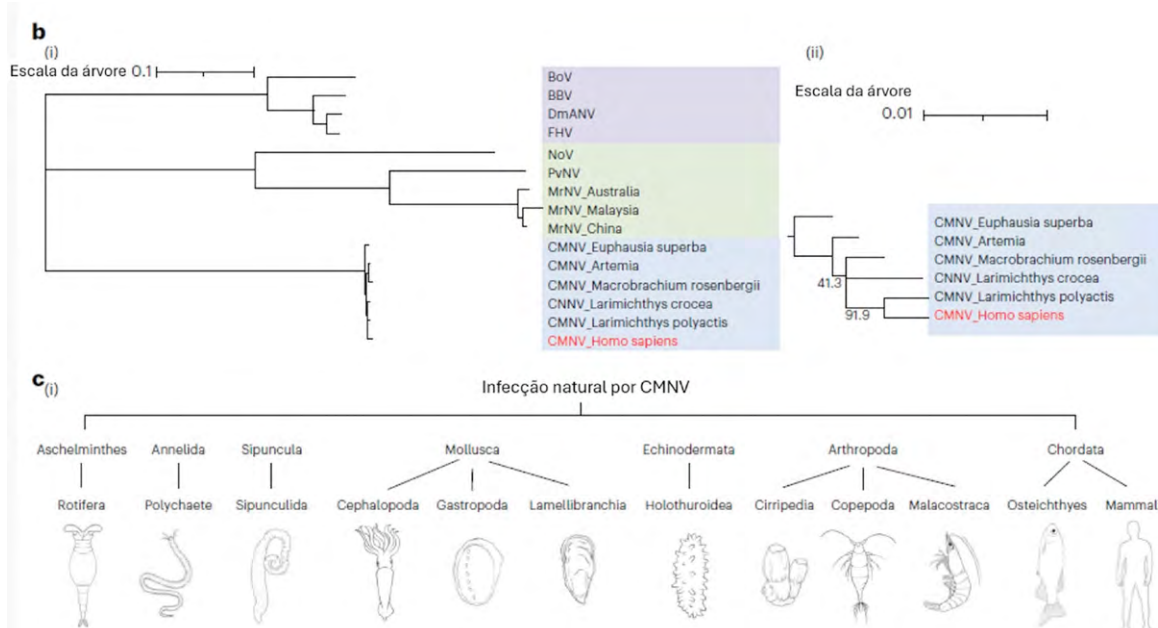 b
(i)
Escala da árvore 0.1
BoV
BBV
DmANV
FHV
NoV
PvNV
MrNV_Australia
MrNV_Malaysia
MrNV_China
CMNV_Euphausia superba
CMNV_Artemia
CMNV_Macrobrachium rosenbergii
CNNV_Larimichthys crocea
CMNV_Larimichthys polyactis
CMNV_Homo sapiens
(ii)
Escala da árvore
0.01
CMNV_Euphausia superba
CMNV_Artemia
CMNV_Macrobrachium rosenbergii
CNNV_Larimichthys crocea
41.3
CMNV_Larimichthys polyactis
91.9
CMNV_Homo sapiens
c
(i)
Infecção natural por CMNV
Aschelminthes Annelida Sipuncula Mollusca Echinodermata Arthropoda Chordata
Rotifera Polychaete Sipunculida Cephalopoda Gastropoda Lamellibranchia Holothuroidea Cirripedia Copepoda Malacostraca Osteichthyes Mammal